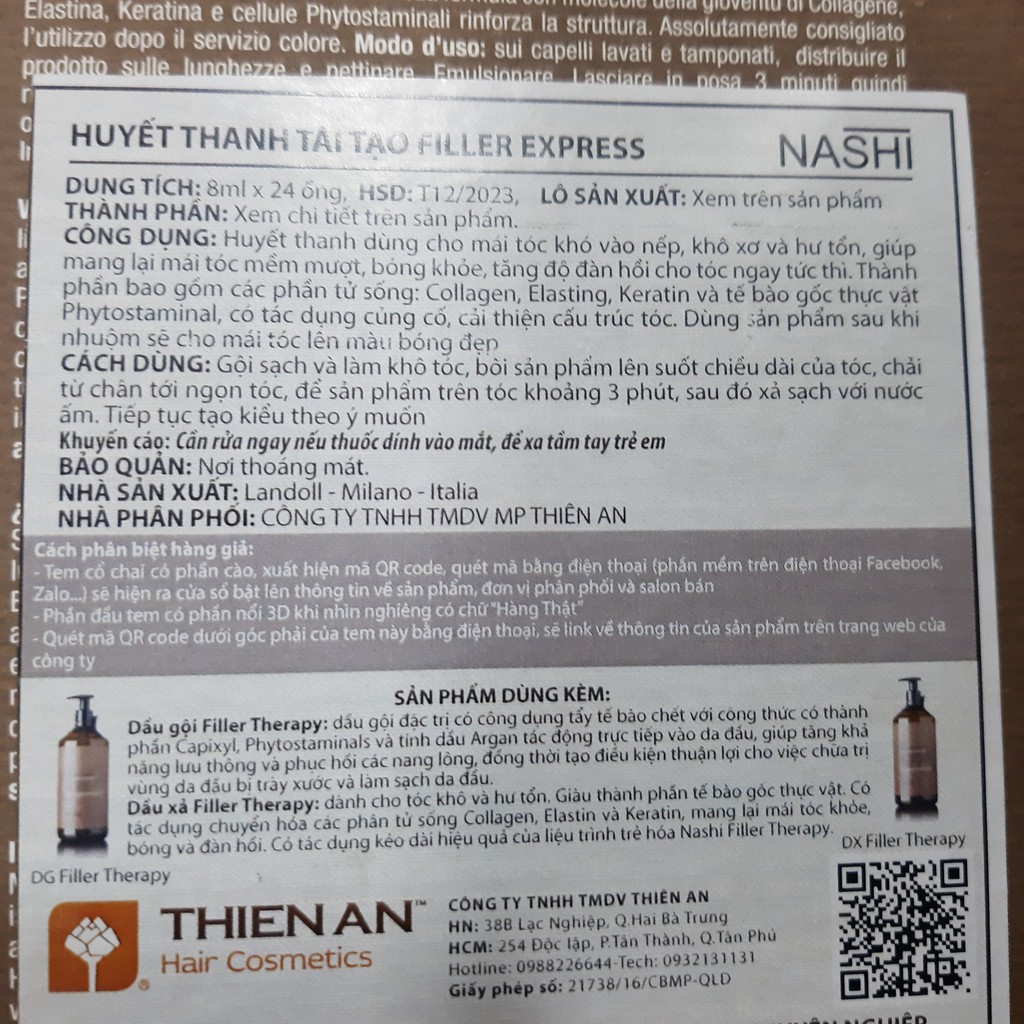 Elastina, Keratina e cellule Phytostaminali rinforza la struttura. Assolutamente consigliato
l'utilizzo dopo il servizio colore. Modo d'uso: sui capelli lavati e tamponati, distribuire il
prodotto sulle lunghezze e pettinare. Emulsionare. Lasciare in posa 3 minuti quindi
HUYẾT THANH TÁI TẠO FILLER EXPRESS
NASHI
DUNG TÍCH: 8ml x 24 ống, HSD: T12/2023, LÔ SẢN XUẤT: Xem trên sản phẩm
THÀNH PHẦN: Xem chi tiết trên sản phẩm.
CÔNG DỤNG: Huyết thanh dùng cho mái tóc khó vào nếp, khô xơ và hư tổn, giúp
mang lại mái tóc mềm mượt, bóng khỏe, tăng độ đàn hồi cho tóc ngay tức thì. Thành
phần bao gồm các phần tử sống: Collagen, Elasting, Keratin và tế bào gốc thực vật
Phytostaminal, có tác dụng củng cố, cải thiện cấu trúc tóc. Dùng sản phẩm sau khi
nhuộm sẽ cho mái tóc lên màu bóng đẹp
CÁCH DÙNG: Gội sạch và làm khô tóc, bôi sản phẩm lên suốt chiều dài của tóc, chải
từ chân tới ngọn tóc, để sản phẩm trên tóc khoảng 3 phút, sau đó xả sạch với nước
ấm. Tiếp tục tạo kiểu theo ý muốn
Khuyến cáo: Cần rửa ngay nếu thuốc dính vào mắt, để xa tầm tay trẻ em
BẢO QUẢN: Nơi thoáng mát.
NHÀ SẢN XUẤT: Landoll - Milano - Italia
NHÀ PHÂN PHỐI: CÔNG TY TNHH TMDV MP THIÊN AN
Cách phân biệt hàng giả:
- Tem cổ chai có phần cào, xuất hiện mã QR code, quét mã bằng điện thoại (phần mềm trên điện thoại Facebook,
Zalo...) sẽ hiện ra cửa sổ bật lên thông tin về sản phẩm, đơn vị phân phối và salon bán
- Phần đầu tem có phần nổi 3D khi nhìn nghiêng có chữ "Hàng Thật"
- Quét mã QR code dưới góc phải của tem này bằng điện thoại, sẽ link về thông tin của sản phẩm trên trang web của
công ty
SẢN PHẨM DÙNG KÈM:
Dầu gội Filler Therapy: dầu gội đặc trị có công dụng tẩy tế bào chết với công thức có thành
phần Capixyl, Phytostaminals và tinh dầu Argan tác động trực tiếp vào da đầu, giúp tăng khả
năng lưu thông và phục hồi các nang lông, đồng thời tạo điều kiện thuận lợi cho việc chữa trị
vùng da đầu bị trày xước và làm sạch da đầu.
Dầu xả Filler Therapy: dành cho tóc khô và hư tổn. Giàu thành phần tế bào gốc thực vật. Có
tác dụng chuyển hóa các phân tử sống Collagen, Elastin và Keratin, mang lại mái tóc khỏe,
bóng và đàn hồi. Có tác dụng kéo dài hiệu quả của liệu trình trẻ hóa Nashi Filler Therapy.
DX Filler Therapy
DG Filler Therapy
THIEN AN™
Hair Cosmetics
CÔNG TY TNHH TMDV THIÊN AN
HN: 38B Lạc Nghiệp, Q.Hai Bà Trưng
HCM: 254 Độc lập, P.Tân Thành, Q.Tân Phú
Hotline: 0988226644-Tech: 0932131131
Giấy phép số: 21738/16/CBMP-QLD